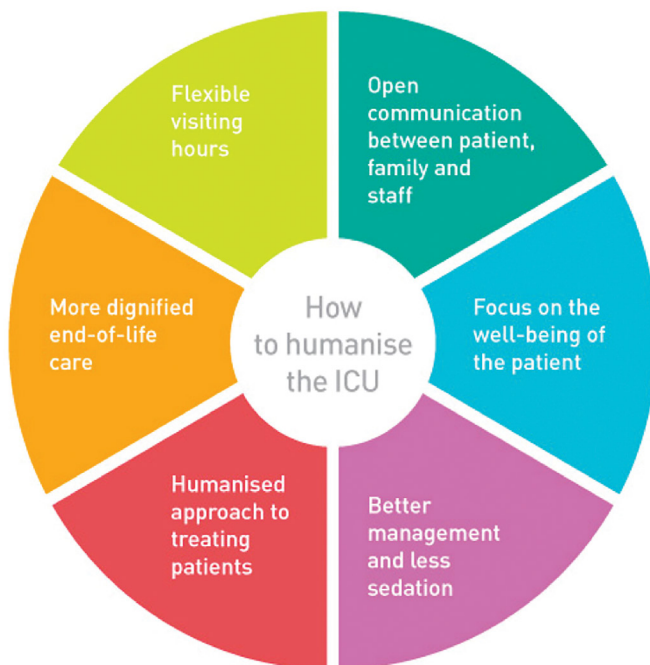 Flexible
visiting
hours
Open
communication
between patient,
family and
staff
More dignified
end-of-life
care
How
to humanise
the ICU
Focus on the
well-being of
the patient
Humanised
approach to
treating
patients
Better
management
and less
sedation